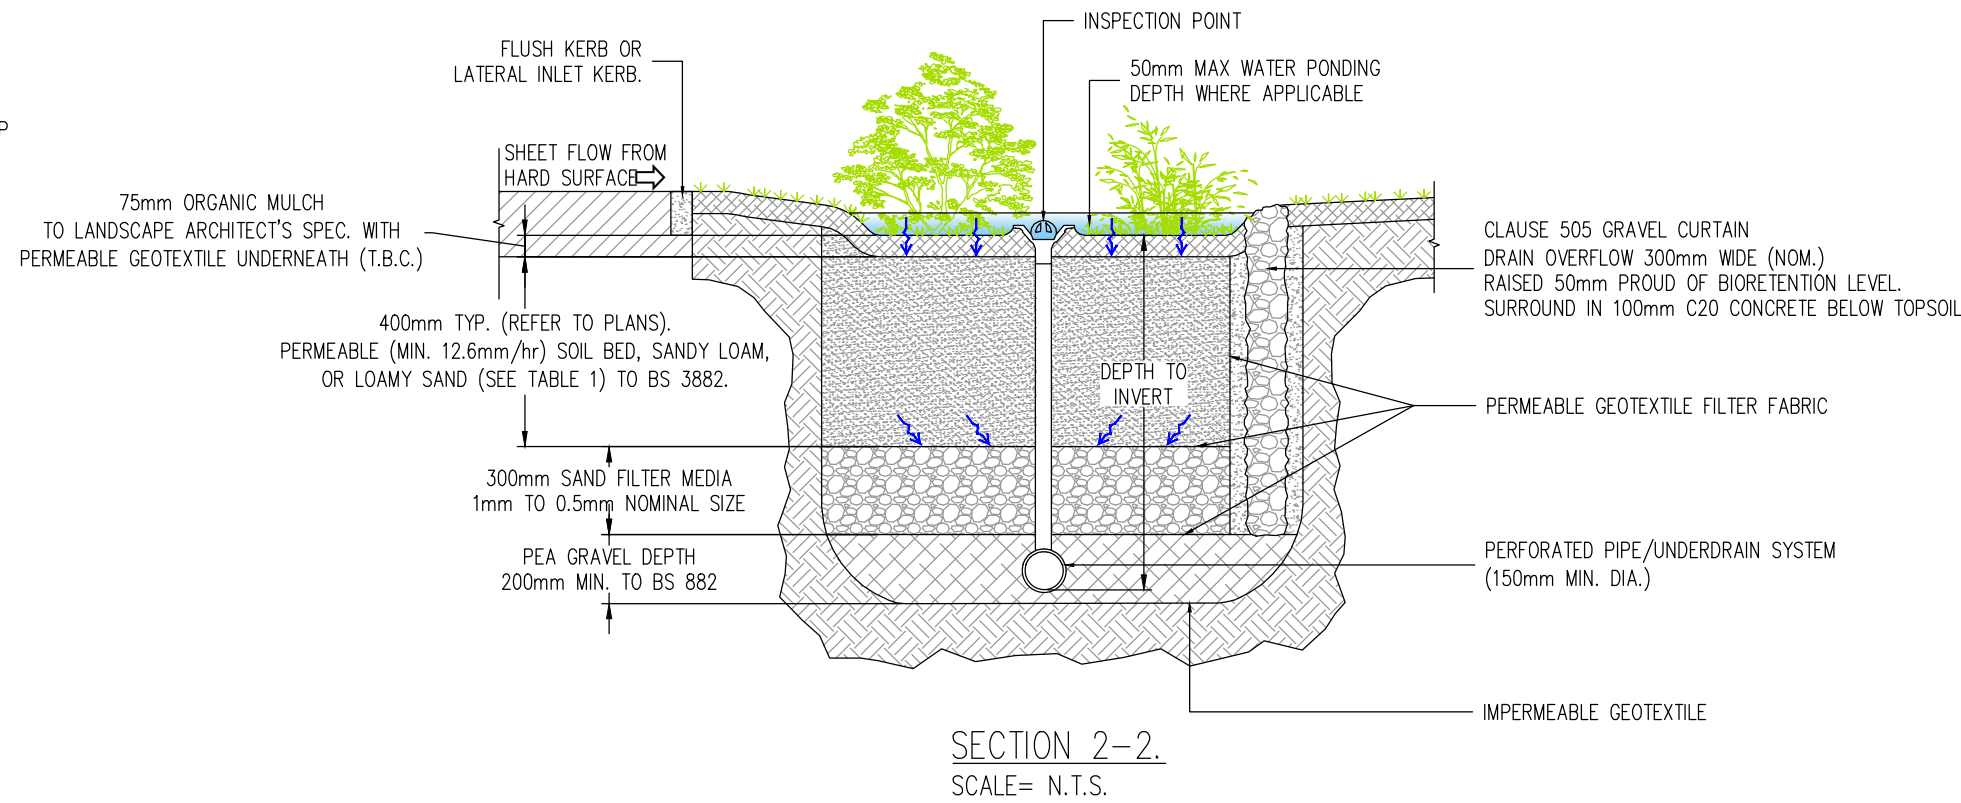 INSPECTION POINT
FLUSH KERB OR
LATERAL INLET KERB.
50mm MAX WATER PONDING
DEPTH WHERE APPLICABLE
P
SHEET FLOW FROM
HARD SURFACE
75mm ORGANIC MULCH
TO LANDSCAPE ARCHITECT'S SPEC. WITH
PERMEABLE GEOTEXTILE UNDERNEATH (T.B.C.)
CLAUSE 505 GRAVEL CURTAIN
DRAIN OVERFLOW 300mm WIDE (NOM.)
RAISED 50mm PROUD OF BIORETENTION LEVEL.
SURROUND IN 100mm C20 CONCRETE BELOW TOPSOIL
400mm TYP. (REFER TO PLANS).
PERMEABLE (MIN. 12.6mm/hr) SOIL BED, SANDY LOAM,
OR LOAMY SAND (SEE TABLE 1) TO BS 3882.
DEPTH TO
INVERT
PERMEABLE GEOTEXTILE FILTER FABRIC
300mm SAND FILTER MEDIA
1mm TO 0.5mm NOMINAL SIZE
PEA GRAVEL DEPTH
200mm MIN. TO BS 882
PERFORATED PIPE/UNDERDRAIN SYSTEM
(150mm MIN. DIA.)
IMPERMEABLE GEOTEXTILE
SECTION 2-2.
SCALE= N.T.S.